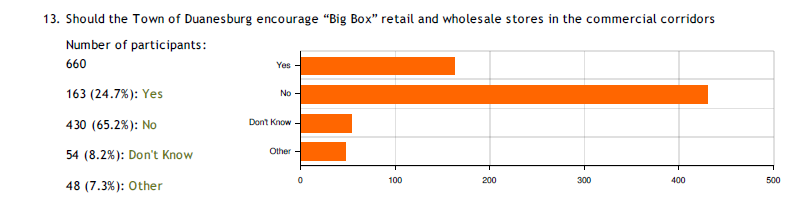 13. Should the Town of Duanesburg encourage “Big Box” retail and wholesale stores in the commercial corridors
Number of participants:
660
163 (24.7%): Yes
430 (65.2%): No
54 (8.2%): Don't Know
48 (7.3%): Other
Yes
No
Don't Know
Other
0 100 200 300 400 500